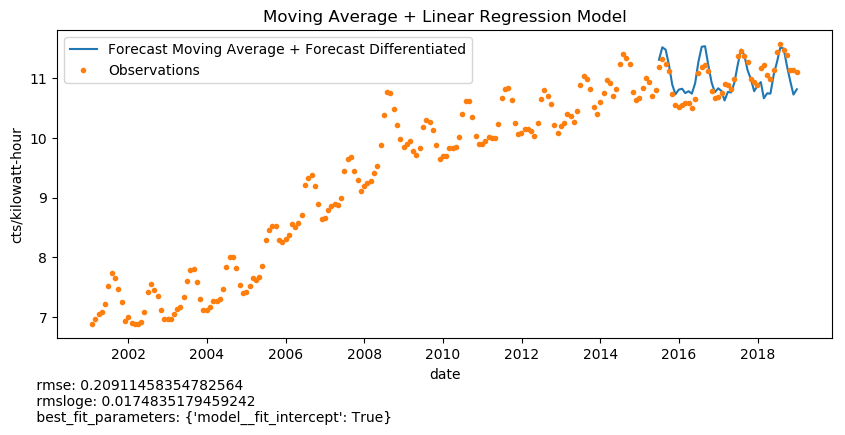 Moving Average + Linear Regression Model
Forecast Moving Average + Forecast Differentiated
Observations
cts/kilowatt-hour
11
10
9
8
7
2002 2004 2006 2008 2010 2012 2014 2016 2018
date
rmse: 0.20911458354782564
rmsloge: 0.0174835179459242
best_fit_parameters: {'model__fit_intercept': True}